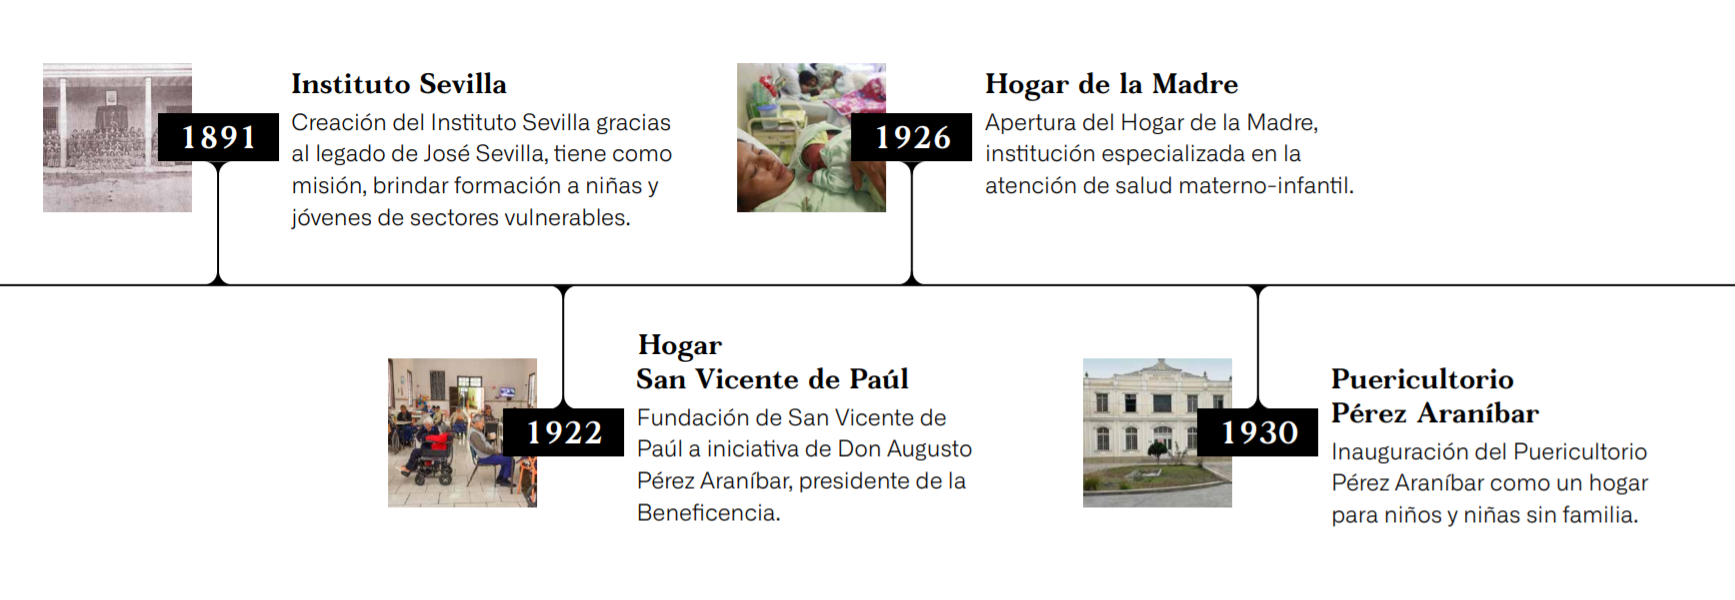 1891
Instituto Sevilla
Creación del Instituto Sevilla gracias
al legado de José Sevilla, tiene como
misión, brindar formación a niñas y
jóvenes de sectores vulnerables.
1922
Hogar
San Vicente de Paúl
Fundación de San Vicente de
Paúl a iniciativa de Don Augusto
Pérez Araníbar, presidente de la
Beneficencia.
1926
Hogar de la Madre
Apertura del Hogar de la Madre,
institución especializada en la
atención de salud materno-infantil.
1930
Puericultorio
Pérez Araníbar
Inauguración del Puericultorio
Pérez Araníbar como un hogar
para niños y niñas sin familia.